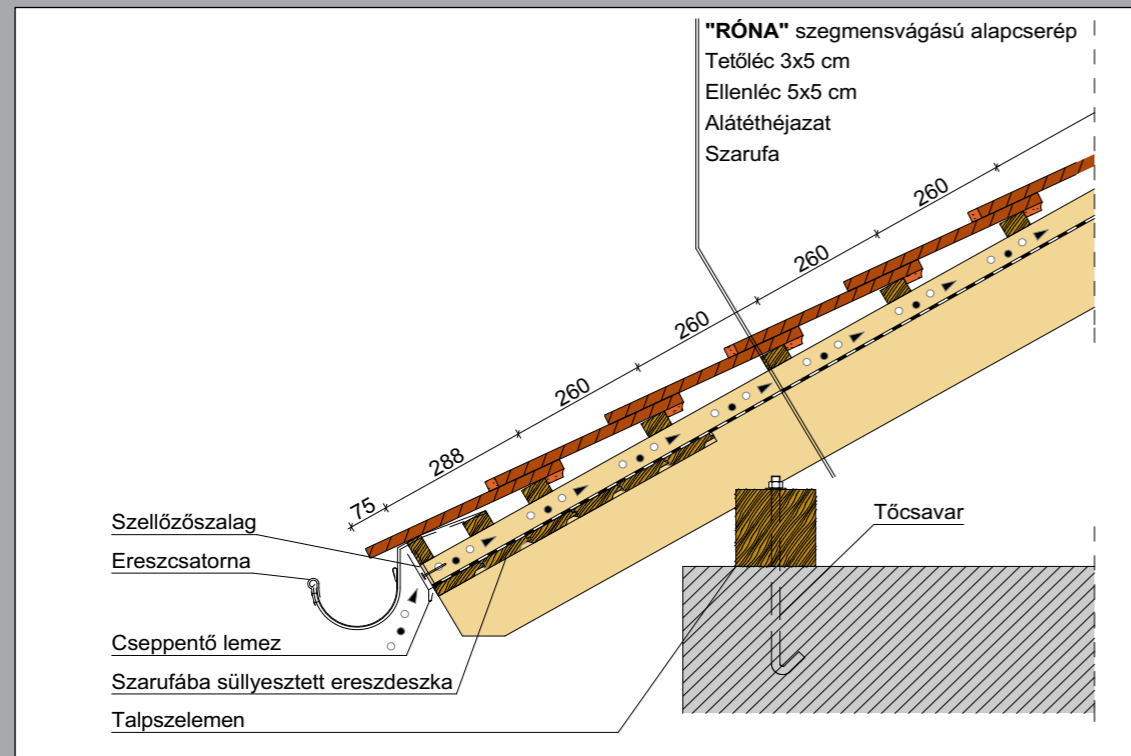 "RÓNA" szegmensvágású alapcserép
Tetőléc 3x5 cm
Ellenléc 5x5 cm
Alátéthéjazat
Szarufa
260
260
260
260
288
75
Szellőzőszalag
Ereszcsatorna
Tőcsavar
Cseppentő lemez
Szarufába süllyesztett ereszdeszka
Talpszelemen